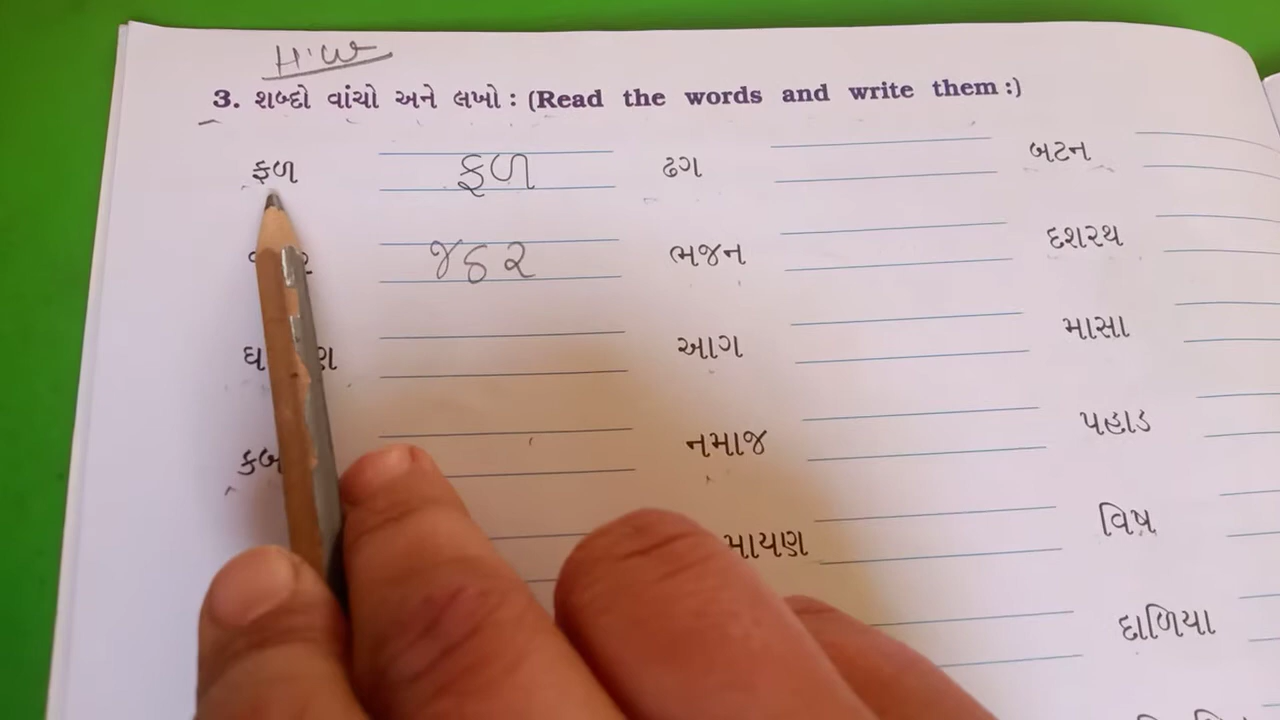 H.W
3. શબ્દો વાંચો અને લખો : (Read the words and write them :)
ફળ ફળ ઢગ બટન
જઠર ભજન દશરથ
આગ માસા
નમાજ પહાડ
વિષ
દાળિયા